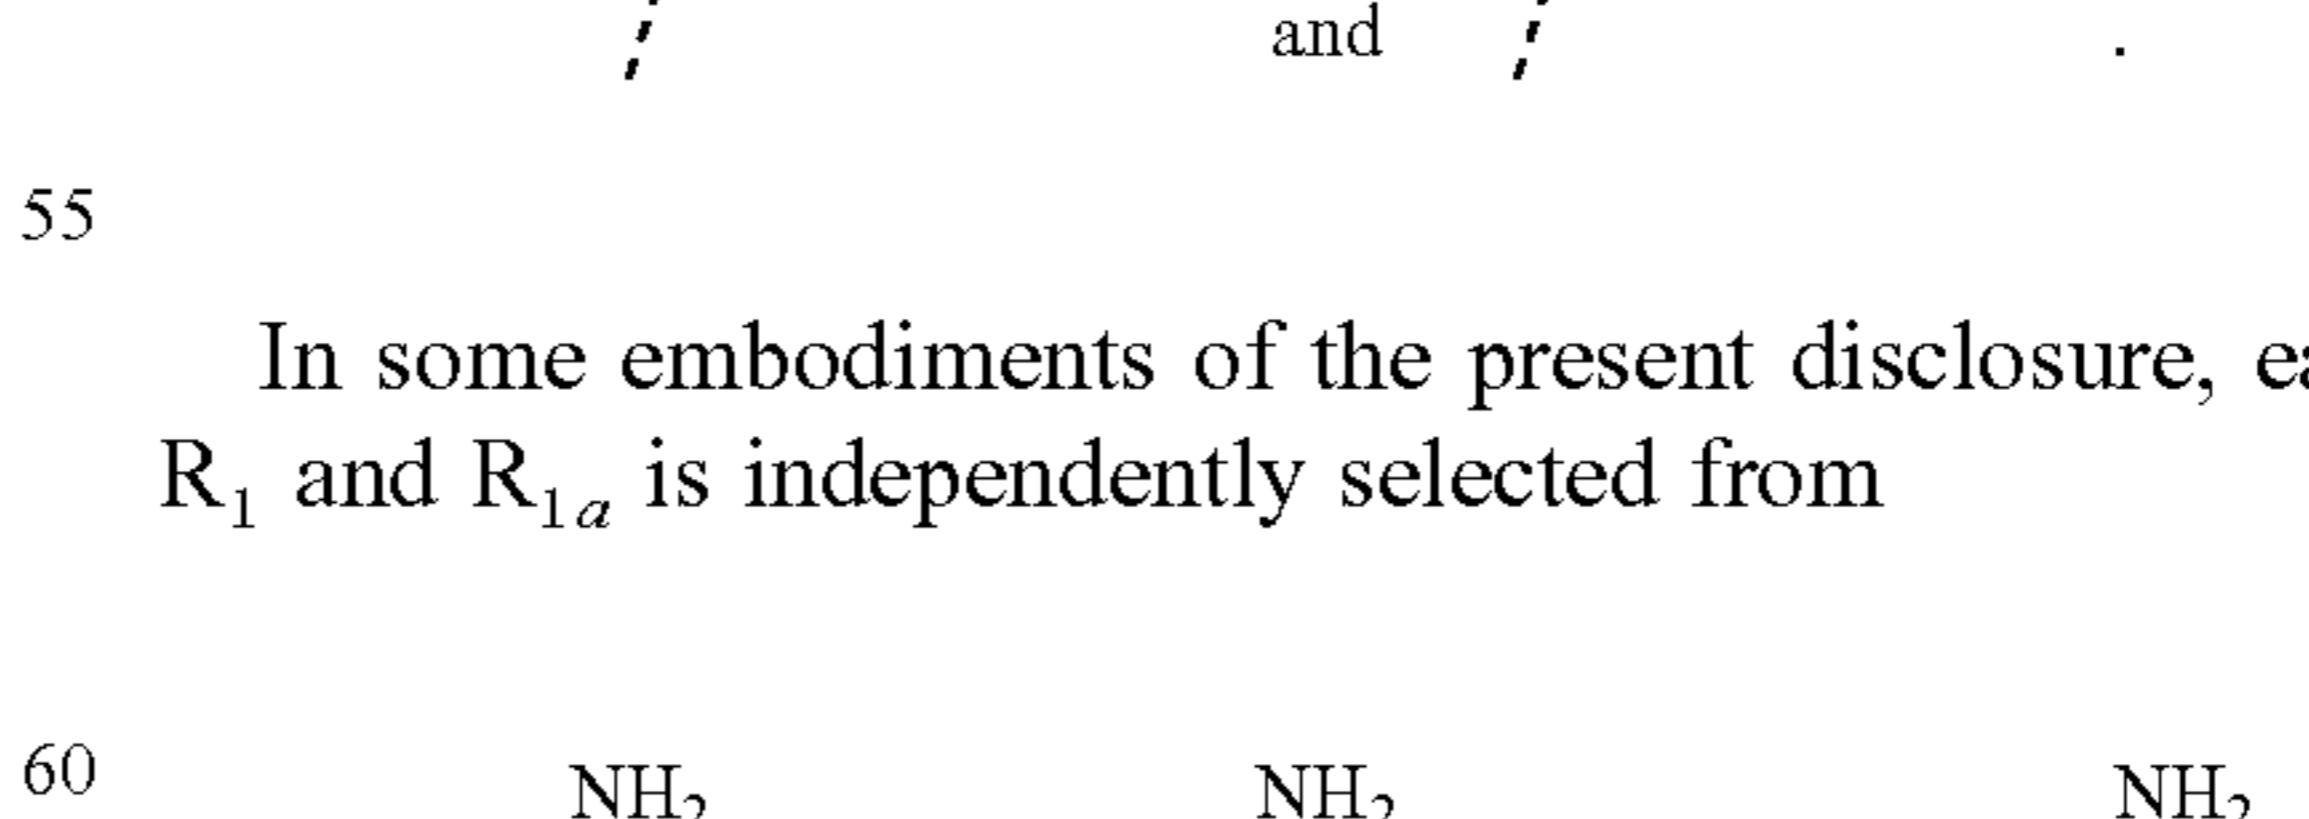 and .
55
In some embodiments of the present disclosure,
R₁ and R₁ₐ is independently selected from
60 NH₂ NH₂ NH₂